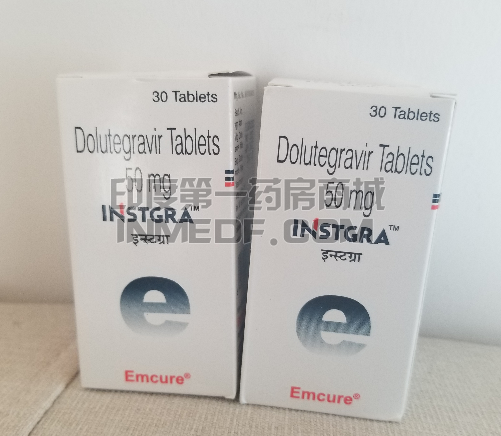 30 Tablets
Dolutegravir Tablets
50 mg
INSTGRA™
इन्स्टग्रा
e
Emcure®
30 Tablets
Dolutegravir Tablets
50 mg
INSTGRA™
इन्स्टग्रा
e
Emcure®
印度第一药房商城
INMEDF.COM